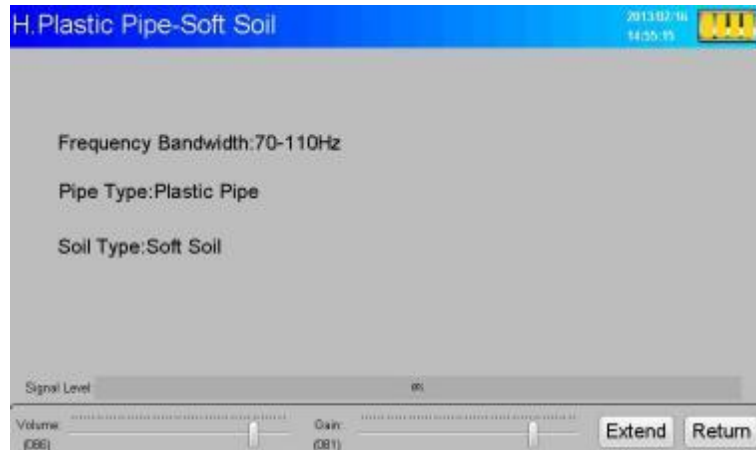 H.Plastic Pipe-Soft Soil
2013/02/16
14:55:15
Frequency Bandwidth:70-110Hz
Pipe Type:Plastic Pipe
Soil Type:Soft Soil
Signal Level
0%
Volume:
(086)
Gain:
(081)
Extend
Return